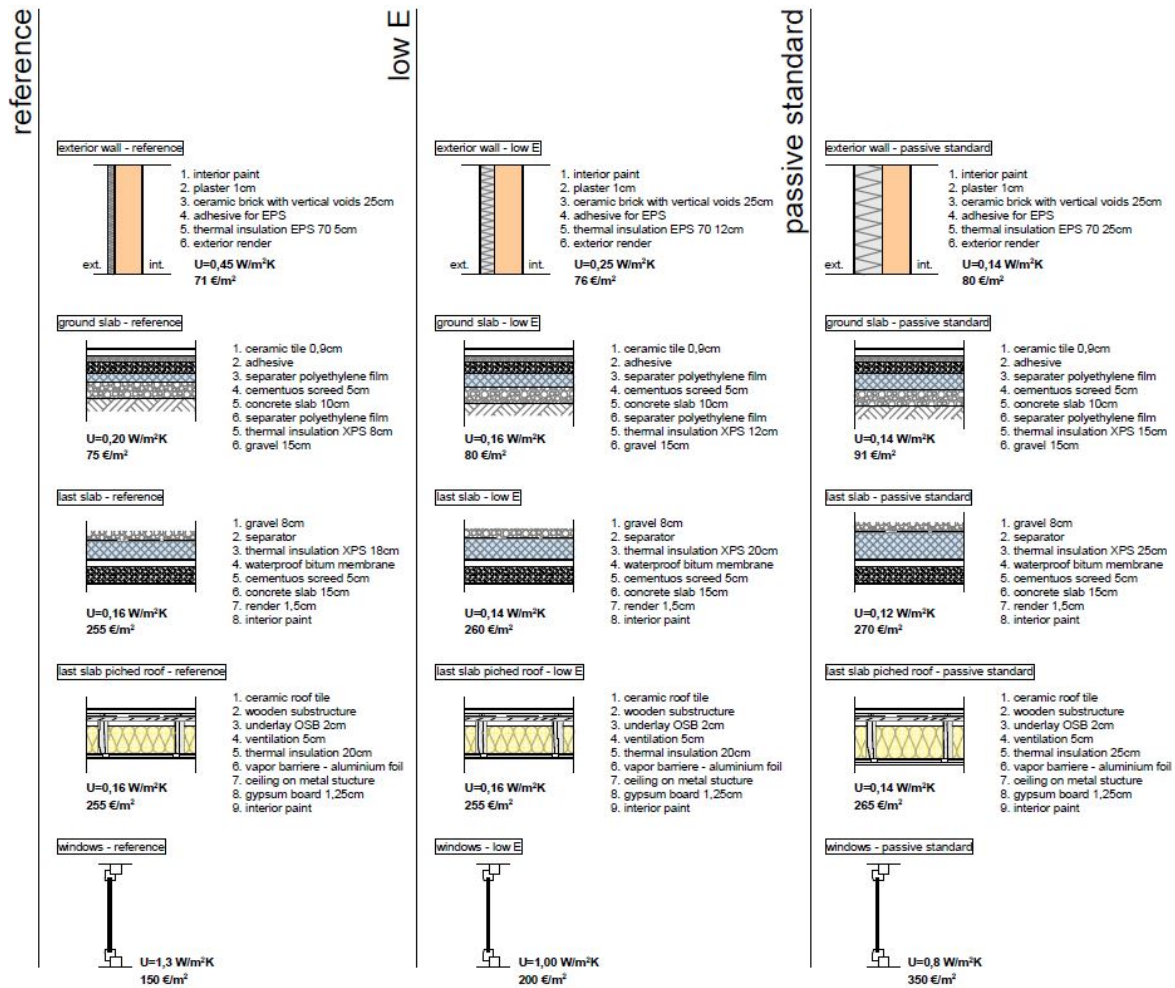 reference
exterior wall - reference
1. interior paint
2. plaster 1cm
3. ceramic brick with vertical voids 25cm
4. adhesive for EPS
5. thermal insulation EPS 70 5cm
6. exterior render
ext.
int.
U=0,45 W/m²K
71 €/m²
ground slab - reference
1. ceramic tile 0,9cm
2. adhesive
3. separater polyethylene film
4. cementuos screed 5cm
5. concrete slab 10cm
6. separater polyethylene film
5. thermal insulation XPS 8cm
6. gravel 15cm
U=0,20 W/m²K
75 €/m²
last slab - reference
1. gravel 8cm
2. separator
3. thermal insulation XPS 18cm
4. waterproof bitum membrane
5. cementuos screed 5cm
6. concrete slab 15cm
7. render 1,5cm
8. interior paint
U=0,16 W/m²K
255 €/m²
last slab piched roof - reference
1. ceramic roof tile
2. wooden substructure
3. underlay OSB 2cm
4. ventilation 5cm
5. thermal insulation 20cm
6. vapor barriere - aluminium foil
7. ceiling on metal stucture
8. gypsum board 1,25cm
9. interior paint
U=0,16 W/m²K
255 €/m²
windows - reference
U=1,3 W/m²K
150 €/m²
low E
exterior wall - low E
1. interior paint
2. plaster 1cm
3. ceramic brick with vertical voids 25cm
4. adhesive for EPS
5. thermal insulation EPS 70 12cm
6. exterior render
ext.
int.
U=0,25 W/m²K
76 €/m²
ground slab - low E
1. ceramic tile 0,9cm
2. adhesive
3. separater polyethylene film
4. cementuos screed 5cm
5. concrete slab 10cm
6. separater polyethylene film
5. thermal insulation XPS 12cm
6. gravel 15cm
U=0,16 W/m²K
80 €/m²
last slab - low E
1. gravel 8cm
2. separator
3. thermal insulation XPS 20cm
4. waterproof bitum membrane
5. cementuos screed 5cm
6. concrete slab 15cm
7. render 1,5cm
8. interior paint
U=0,14 W/m²K
260 €/m²
last slab piched roof - low E
1. ceramic roof tile
2. wooden substructure
3. underlay OSB 2cm
4. ventilation 5cm
5. thermal insulation 20cm
6. vapor barriere - aluminium foil
7. ceiling on metal stucture
8. gypsum board 1,25cm
9. interior paint
U=0,16 W/m²K
255 €/m²
windows - low E
U=1,00 W/m²K
200 €/m²
passive standard
exterior wall - passive standard
1. interior paint
2. plaster 1cm
3. ceramic brick with vertical voids 25cm
4. adhesive for EPS
5. thermal insulation EPS 70 25cm
6. exterior render
ext.
int.
U=0,14 W/m²K
80 €/m²
ground slab - passive standard
1. ceramic tile 0,9cm
2. adhesive
3. separater polyethylene film
4. cementuos screed 5cm
5. concrete slab 10cm
6. separater polyethylene film
5. thermal insulation XPS 15cm
6. gravel 15cm
U=0,14 W/m²K
91 €/m²
last slab - passive standard
1. gravel 8cm
2. separator
3. thermal insulation XPS 25cm
4. waterproof bitum membrane
5. cementuos screed 5cm
6. concrete slab 15cm
7. render 1,5cm
8. interior paint
U=0,12 W/m²K
270 €/m²
last slab piched roof - passive standard
1. ceramic roof tile
2. wooden substructure
3. underlay OSB 2cm
4. ventilation 5cm
5. thermal insulation 25cm
6. vapor barriere - aluminium foil
7. ceiling on metal stucture
8. gypsum board 1,25cm
9. interior paint
U=0,14 W/m²K
265 €/m²
windows - passive standard
U=0,8 W/m²K
350 €/m²